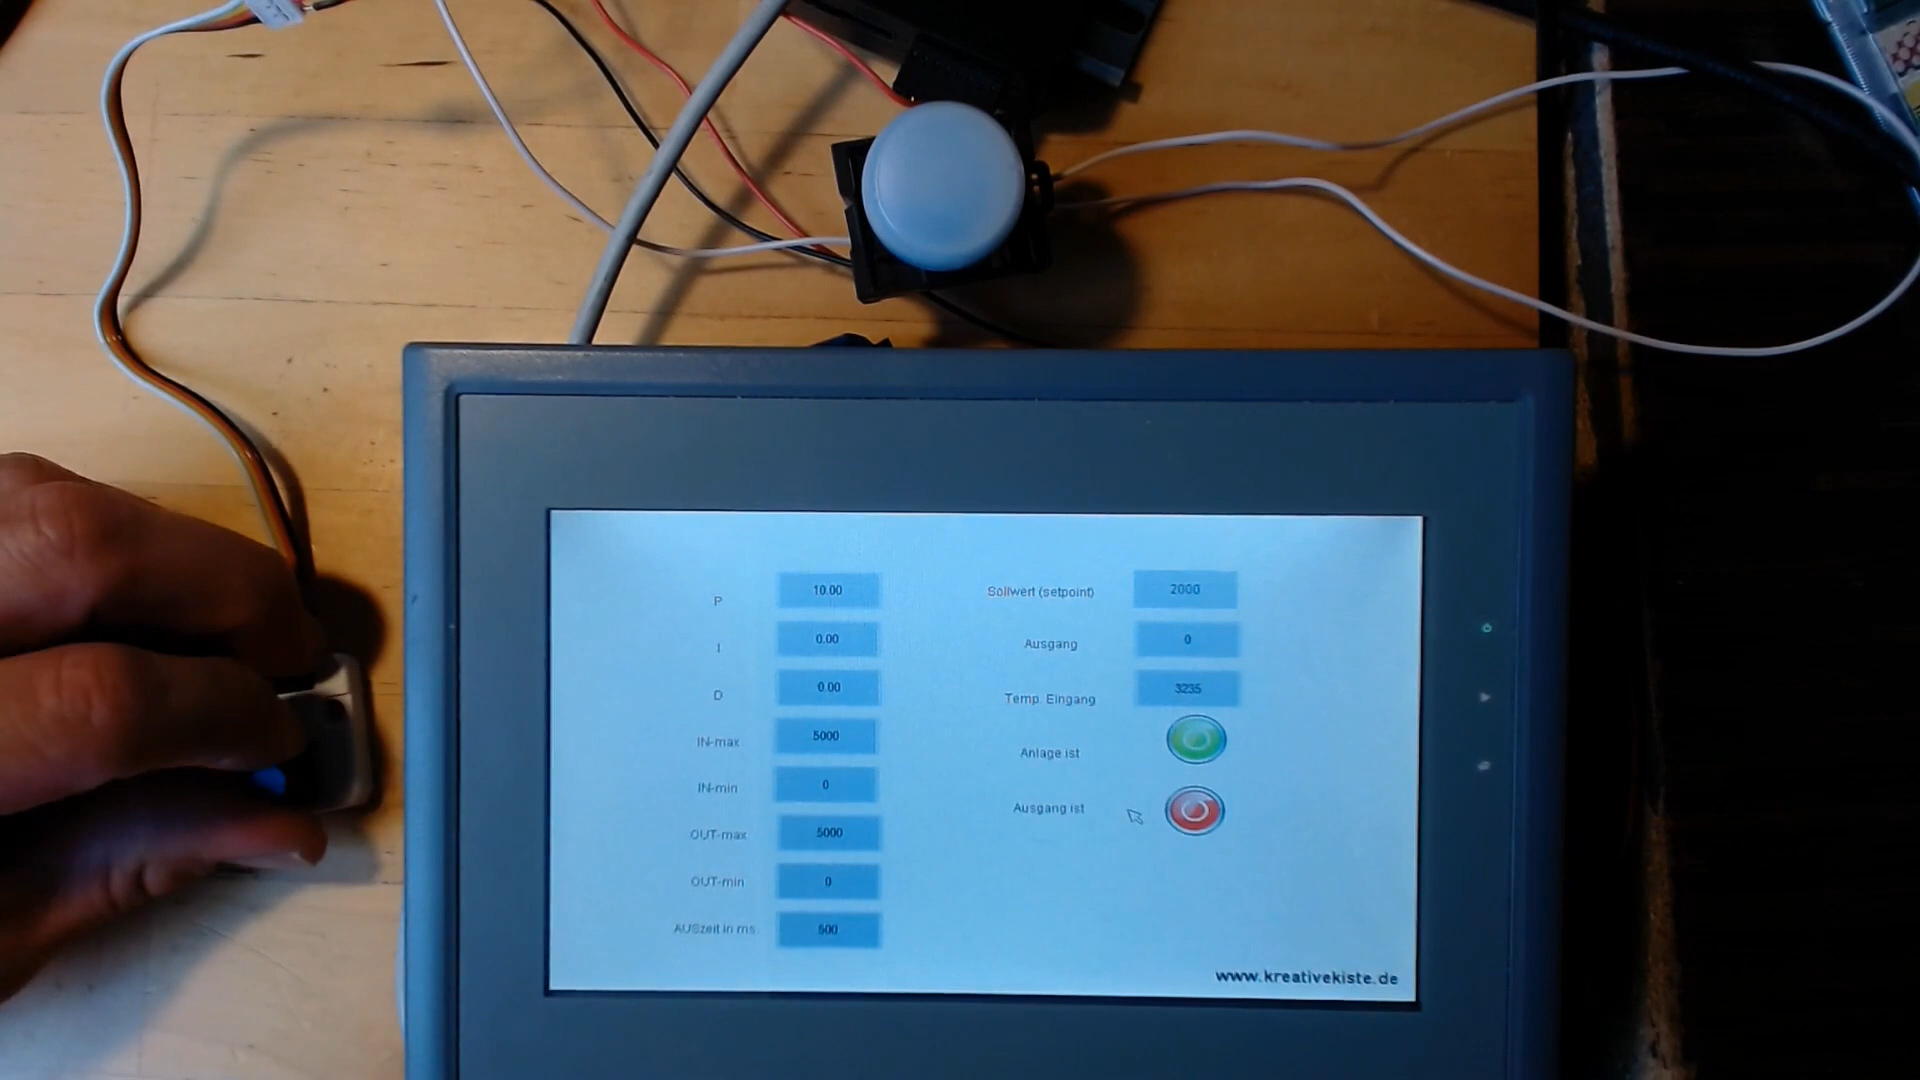 P 10.00
I 0.00
D 0.00
IN-max 5000
IN-min 0
OUT-max 5000
OUT-min 0
AUSzeit in ms 500
Sollwert (setpoint) 2000
Ausgang 0
Temp. Eingang 3235
Anlage ist
Ausgang ist
www.kreativekiste.de